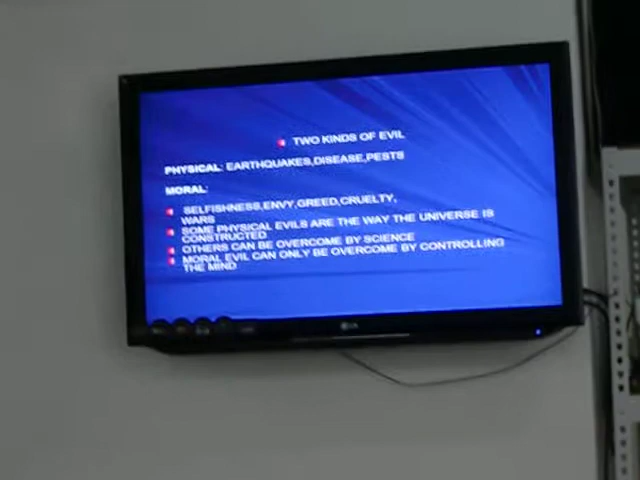 TWO KINDS OF EVIL
PHYSICAL: EARTHQUAKES,DISEASE,PESTS
MORAL:
SELFISHNESS,ENVY,GREED,CRUELTY,
WARS
SOME PHYSICAL EVILS ARE THE WAY THE UNIVERSE IS
CONSTRUCTED
OTHERS CAN BE OVERCOME BY SCIENCE
MORAL EVIL CAN ONLY BE OVERCOME BY CONTROLLING
THE MIND
LG